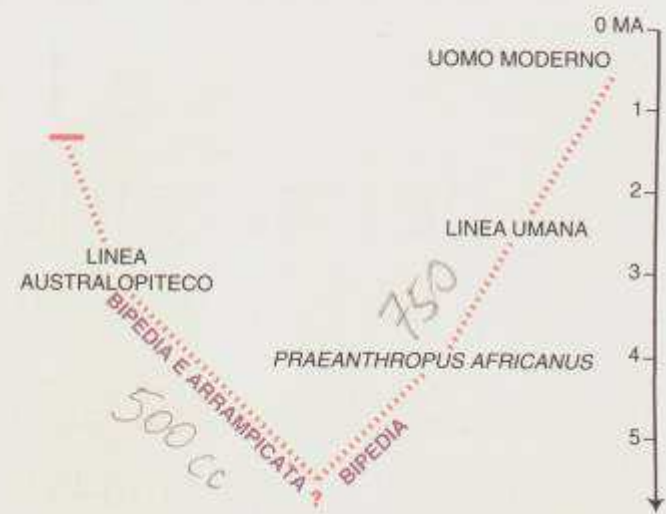 0 MA
UOMO MODERNO
1
2
LINEA UMANA
LINEA
AUSTRALOPITECO
3
750
PRAEANTHROPUS AFRICANUS
4
BIPEDIA E ARRAMPICATA
500 cc
BIPEDIA
5
?